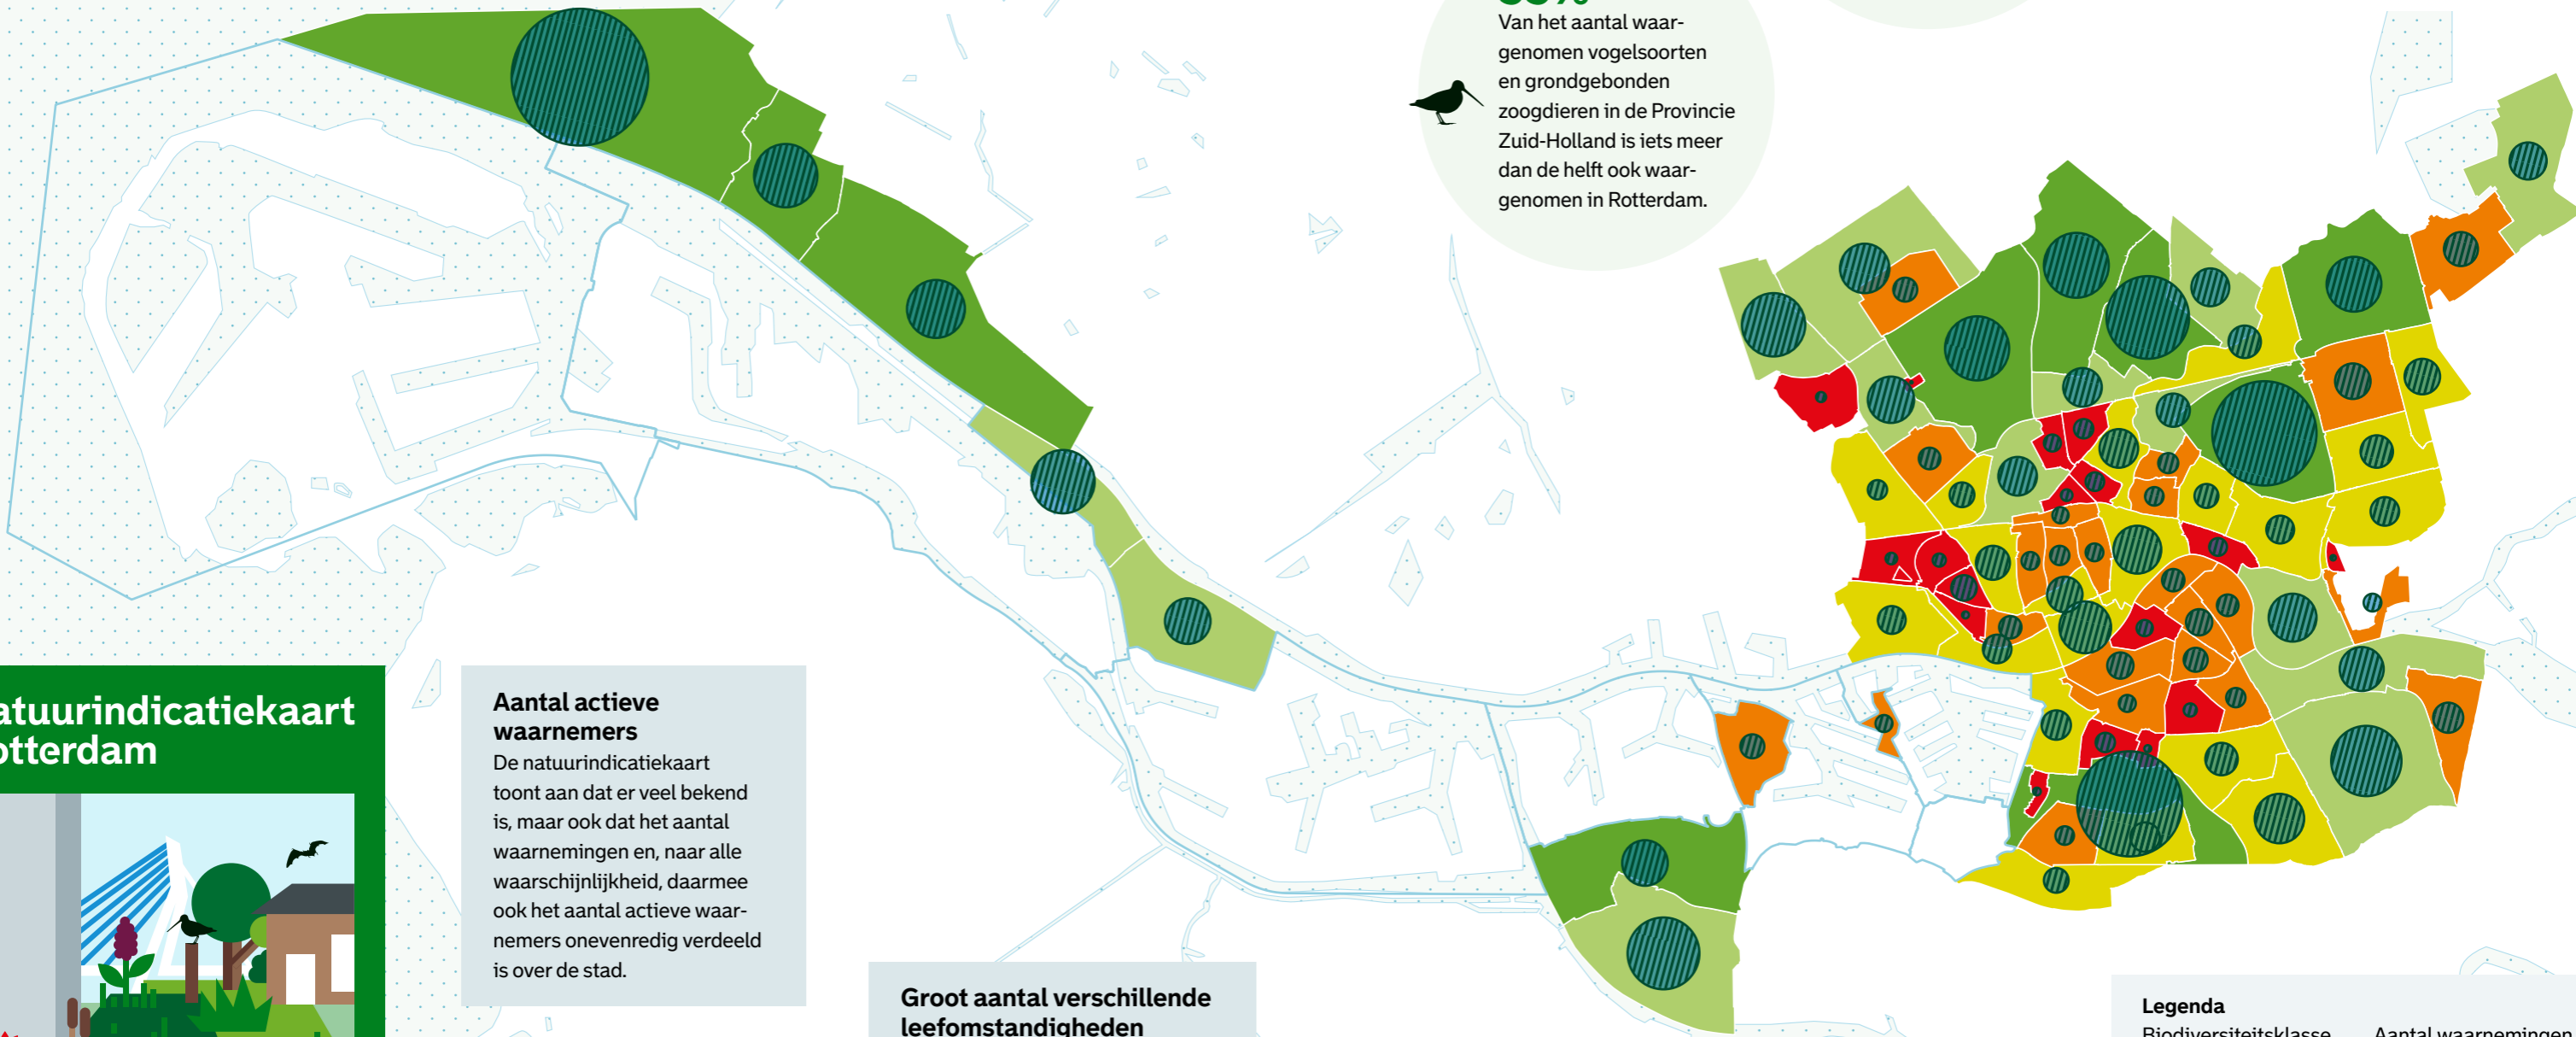 Van het aantal waar-
genomen vogelsoorten
en grondgebonden
zoogdieren in de Provincie
Zuid-Holland is iets meer
dan de helft ook waar-
genomen in Rotterdam.
atuurindicatiekaart
otterdam
Aantal actieve
waarnemers
De natuurindicatiekaart
toont aan dat er veel bekend
is, maar ook dat het aantal
waarnemingen en, naar alle
waarschijnlijkheid, daarmee
ook het aantal actieve waar-
nemers onevenredig verdeeld
is over de stad.
Groot aantal verschillende
leefomstandigheden
Legenda
Biodiversiteitsklasse
Aantal waarnemingen